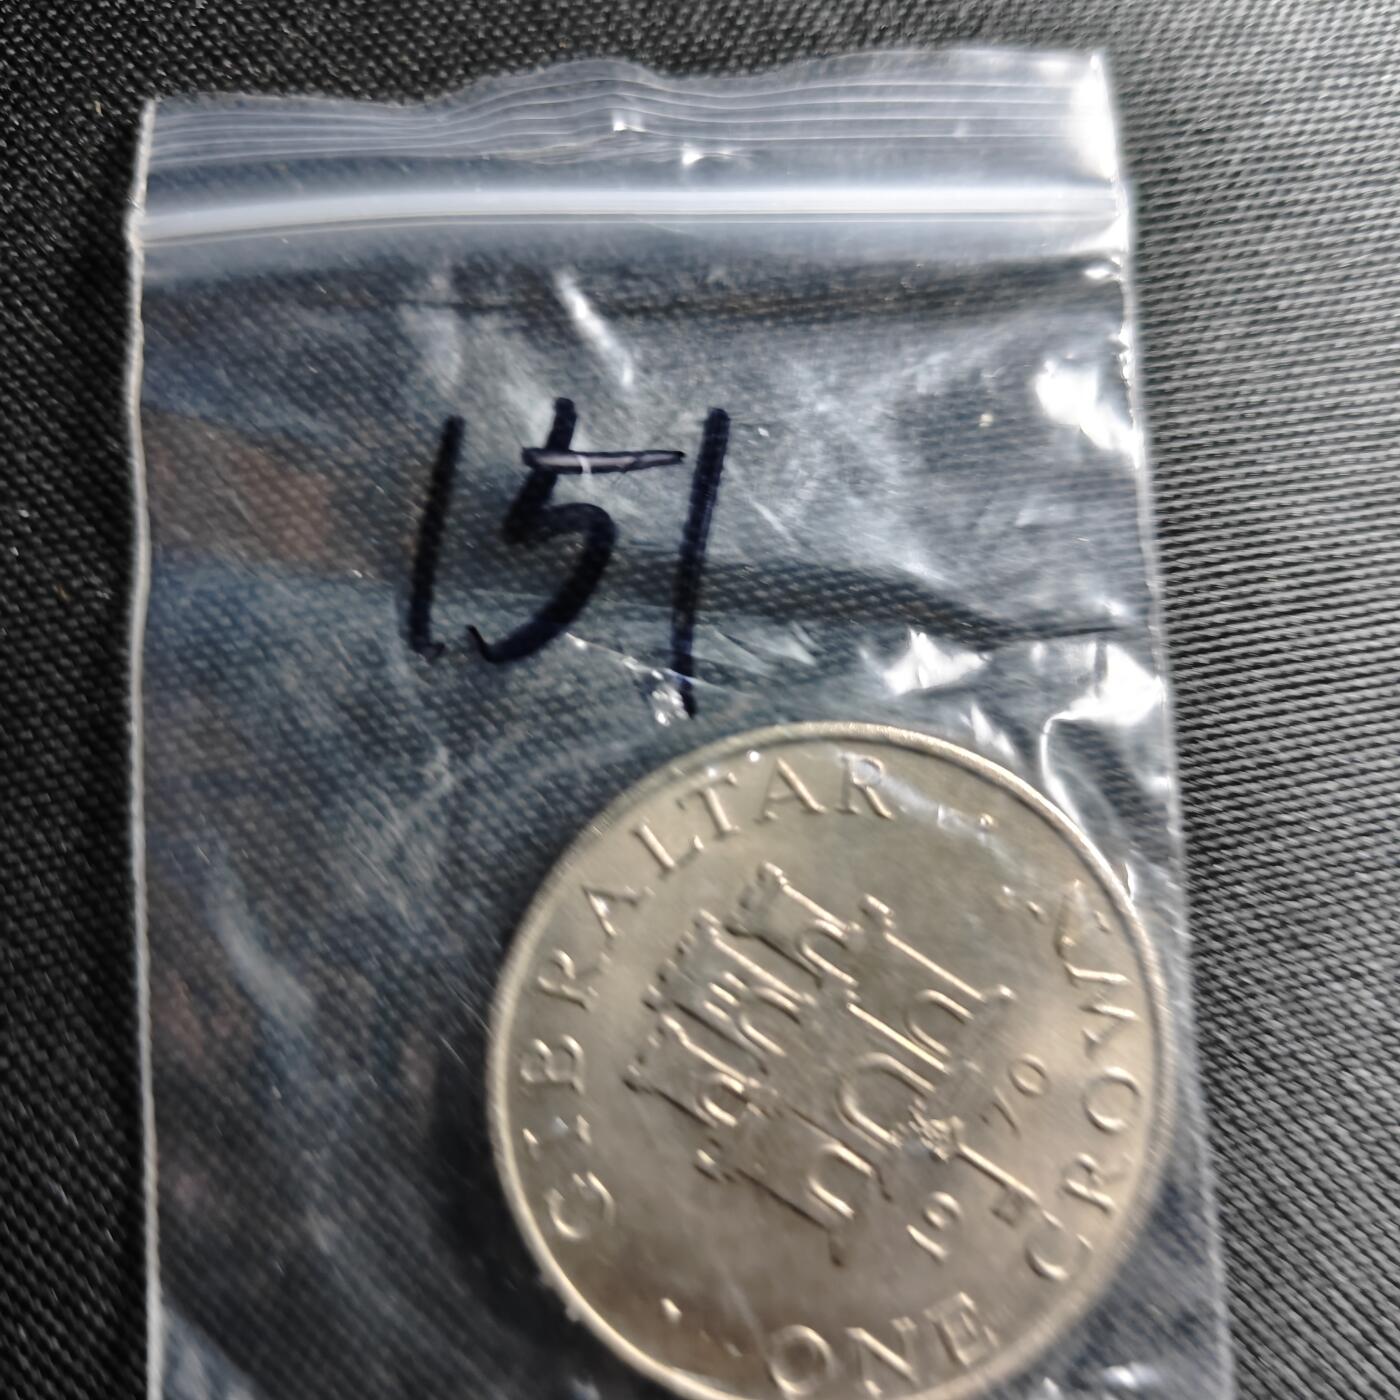 151
GIBRALTAR
1970
ONE CROWN